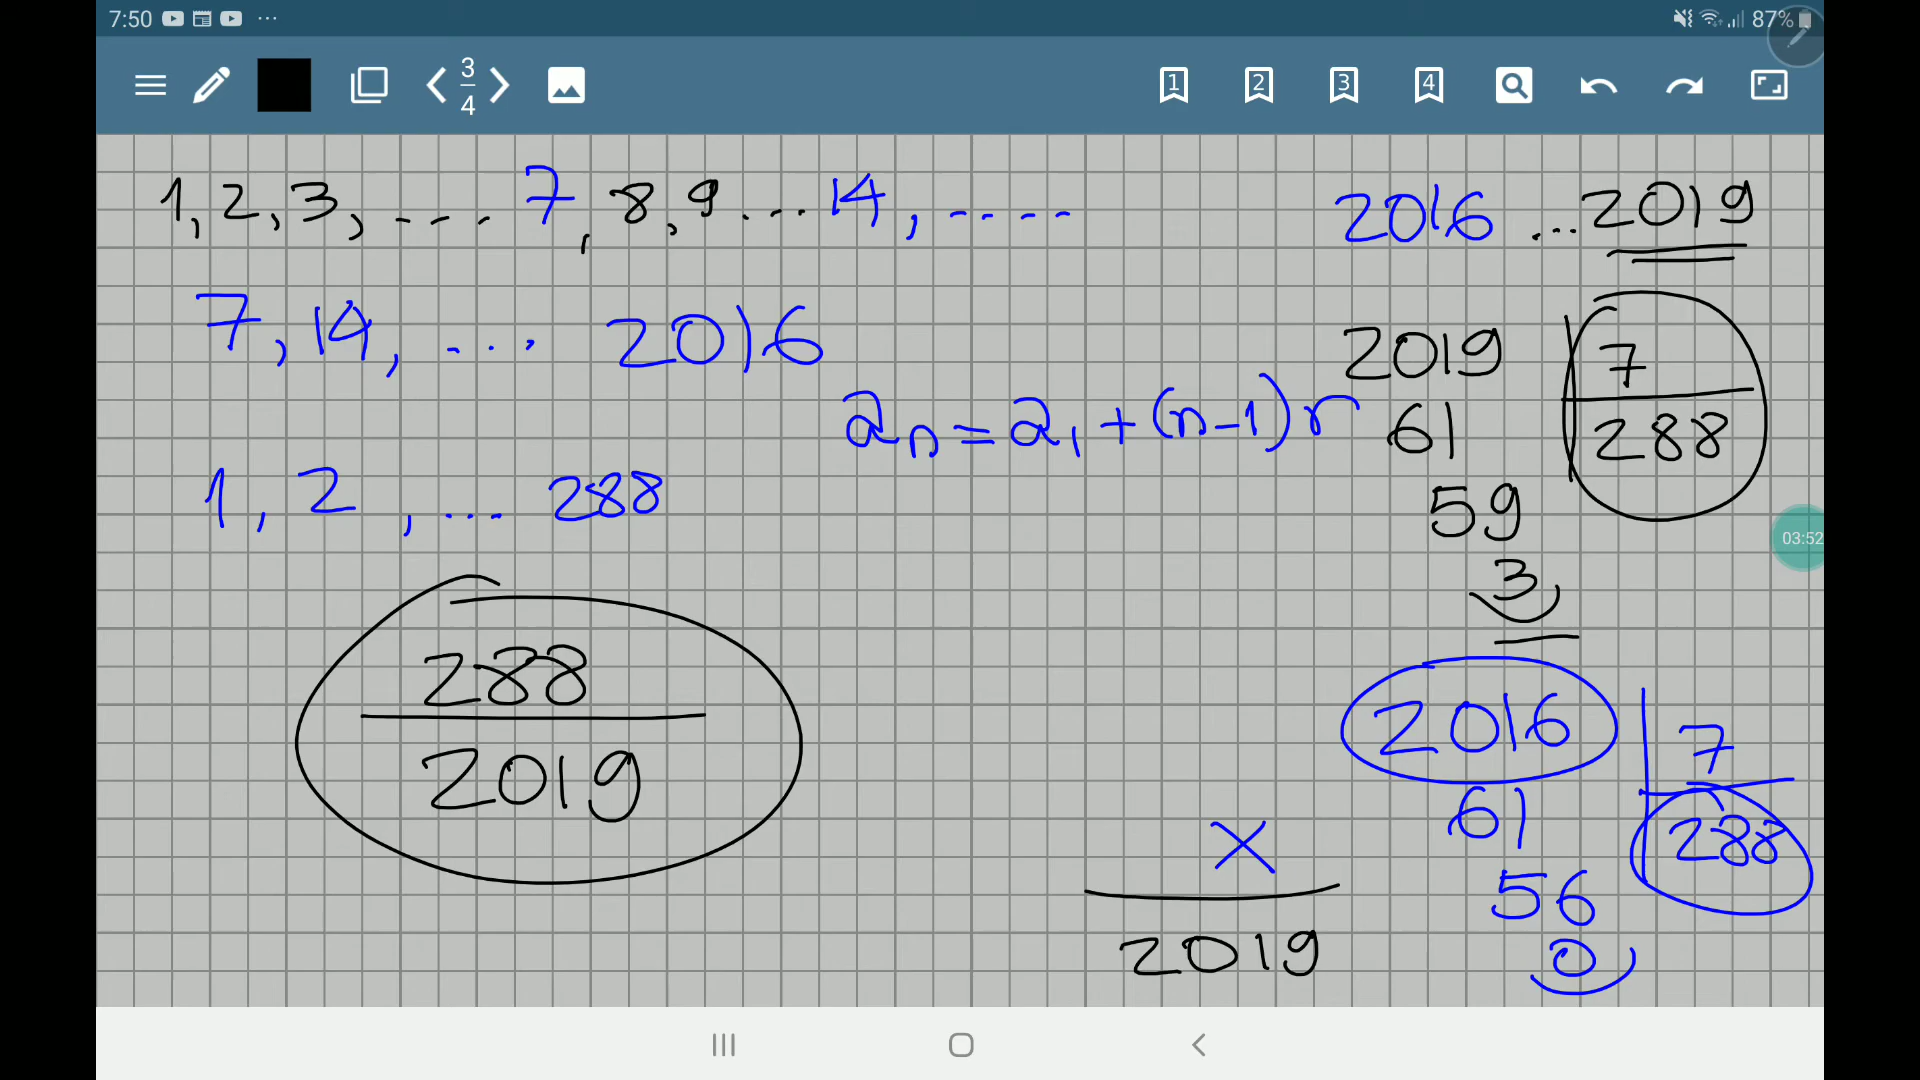 7:50 ... 87%
3
4
1 2 3 4
1, 2, 3, .... 7, 8, 9 ... 14, .... 2016 ... 2019
7, 14, ... 2016
2019 | 7
a_n = a_1 + (n-1) r
61 288
1, 2, ... 288
59
3
03:52
288
2019
2016 | 7
61 288
56
0
x
2019